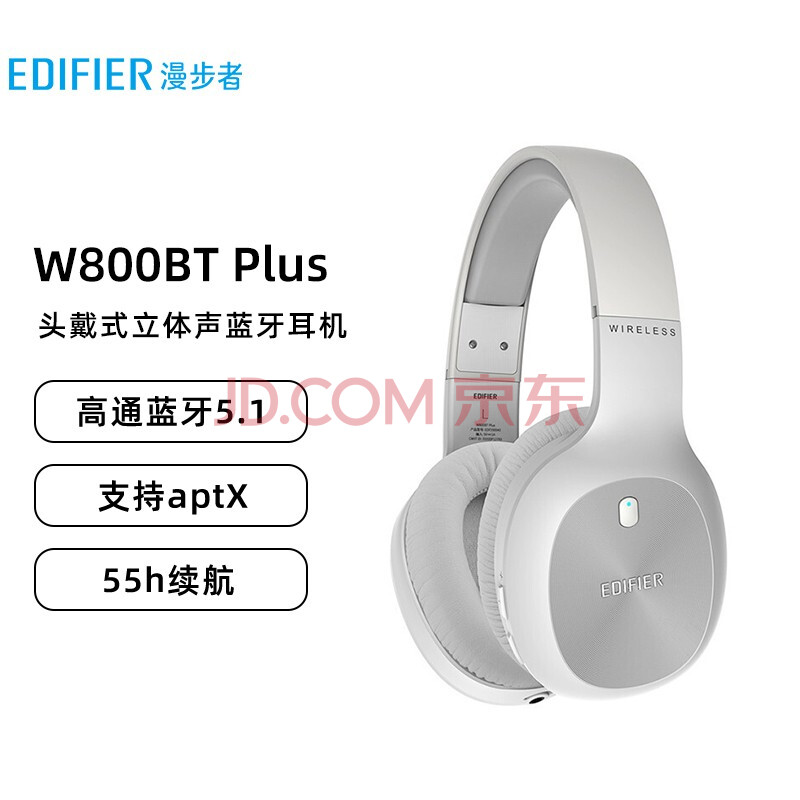 EDIFIER 漫步者
W800BT Plus
头戴式立体声蓝牙耳机
高通蓝牙5.1
支持aptX
55h续航
JD.COM 京东
WIRELESS
EDIFIER
L
W800BT Plus
EDIFIER